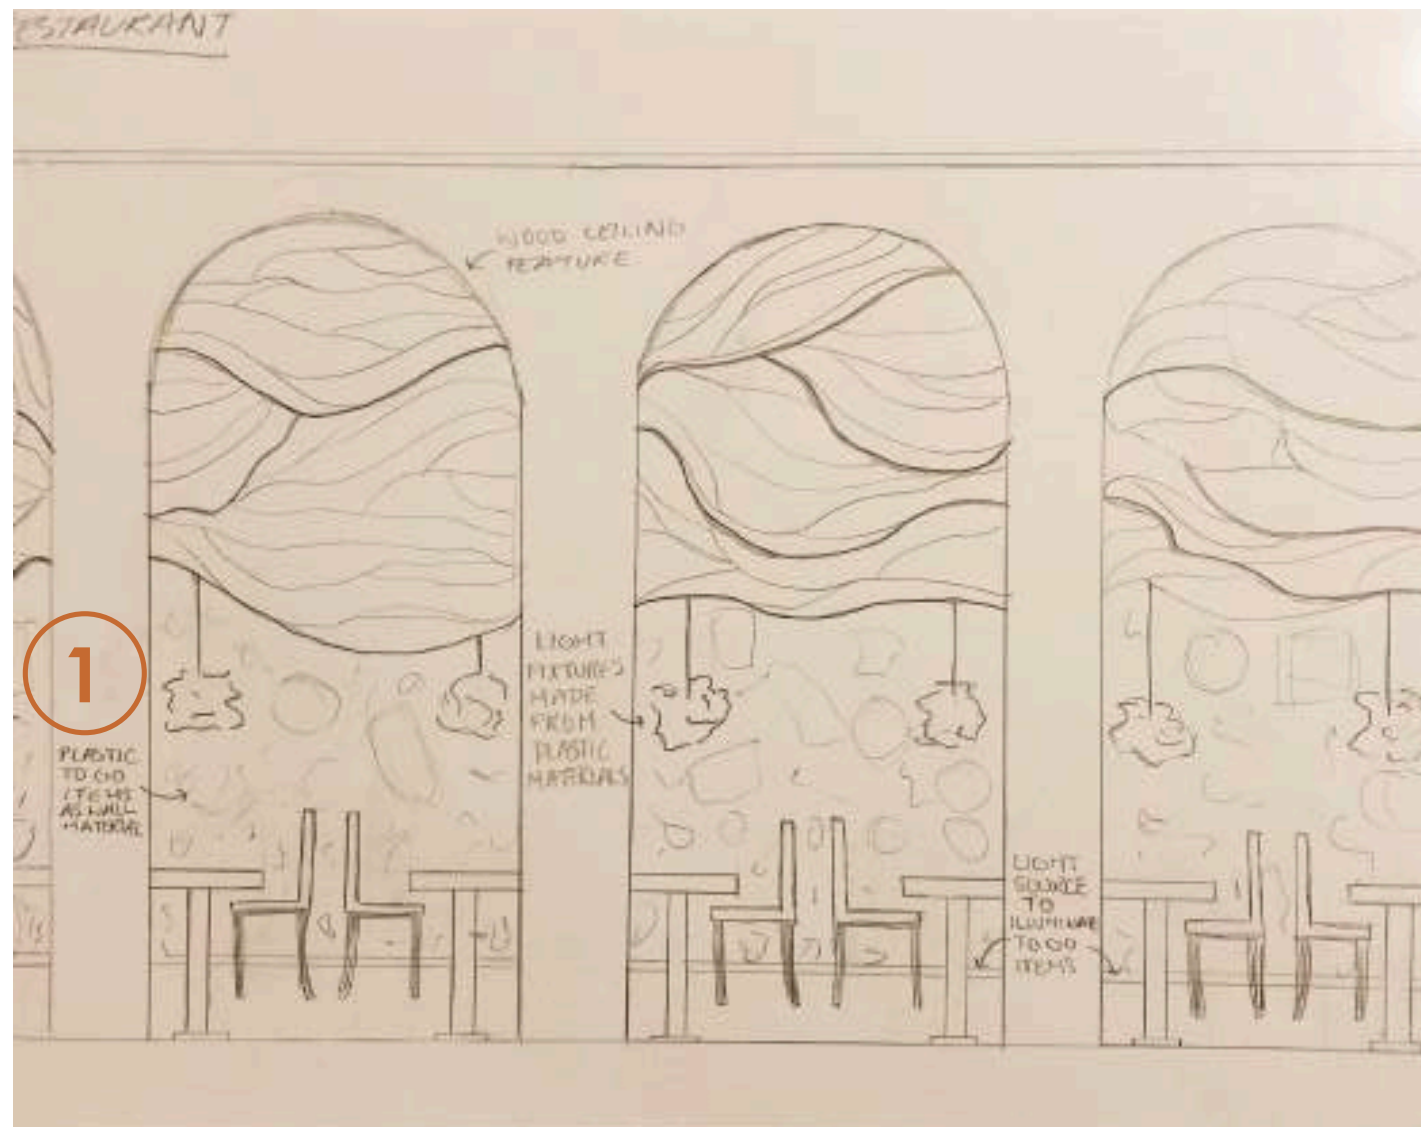 ESTAURANT
WOOD CEILING
FEATURE
1
PLASTIC
TO GO
ITEMS
AS WALL
MATERIAL
LIGHT
FIXTURES
MADE
FROM
PLASTIC
MATERIALS
LIGHT
SOURCE
TO
ILLUMINATE
TO GO
ITEMS